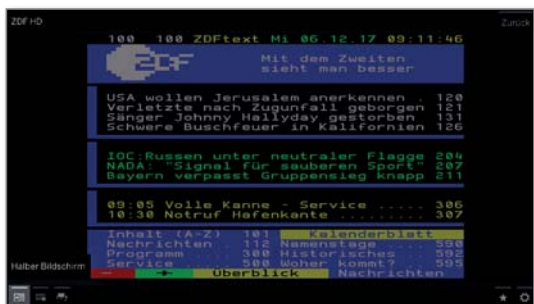 ZDF HD
Zurück
100 100 ZDFtext Mi 06.12.17 09:11:46
ZDF
Mit dem Zweiten
sieht man besser
USA wollen Jerusalem anerkennen . 120
Verletzte nach Zugunfall geborgen 121
Sänger Johnny Hallyday gestorben . 131
Schwere Buschfeuer in Kalifornien 126
IOC:Russen unter neutraler Flagge 204
NADA: "Signal für sauberen Sport" 207
Bayern verpasst Gruppensieg knapp 211
09:05 Volle Kanne - Service ..... 306
10:30 Notruf Hafenkante ......... 307
Inhalt (A-Z) 101 Kalenderblatt
Nachrichten . 112 Namenstage ... 590
Programm 300 Historisches 592
Service ..... 500 Woher kommt? . 595
Halber Bildschirm
- + Überblick Nachrichten